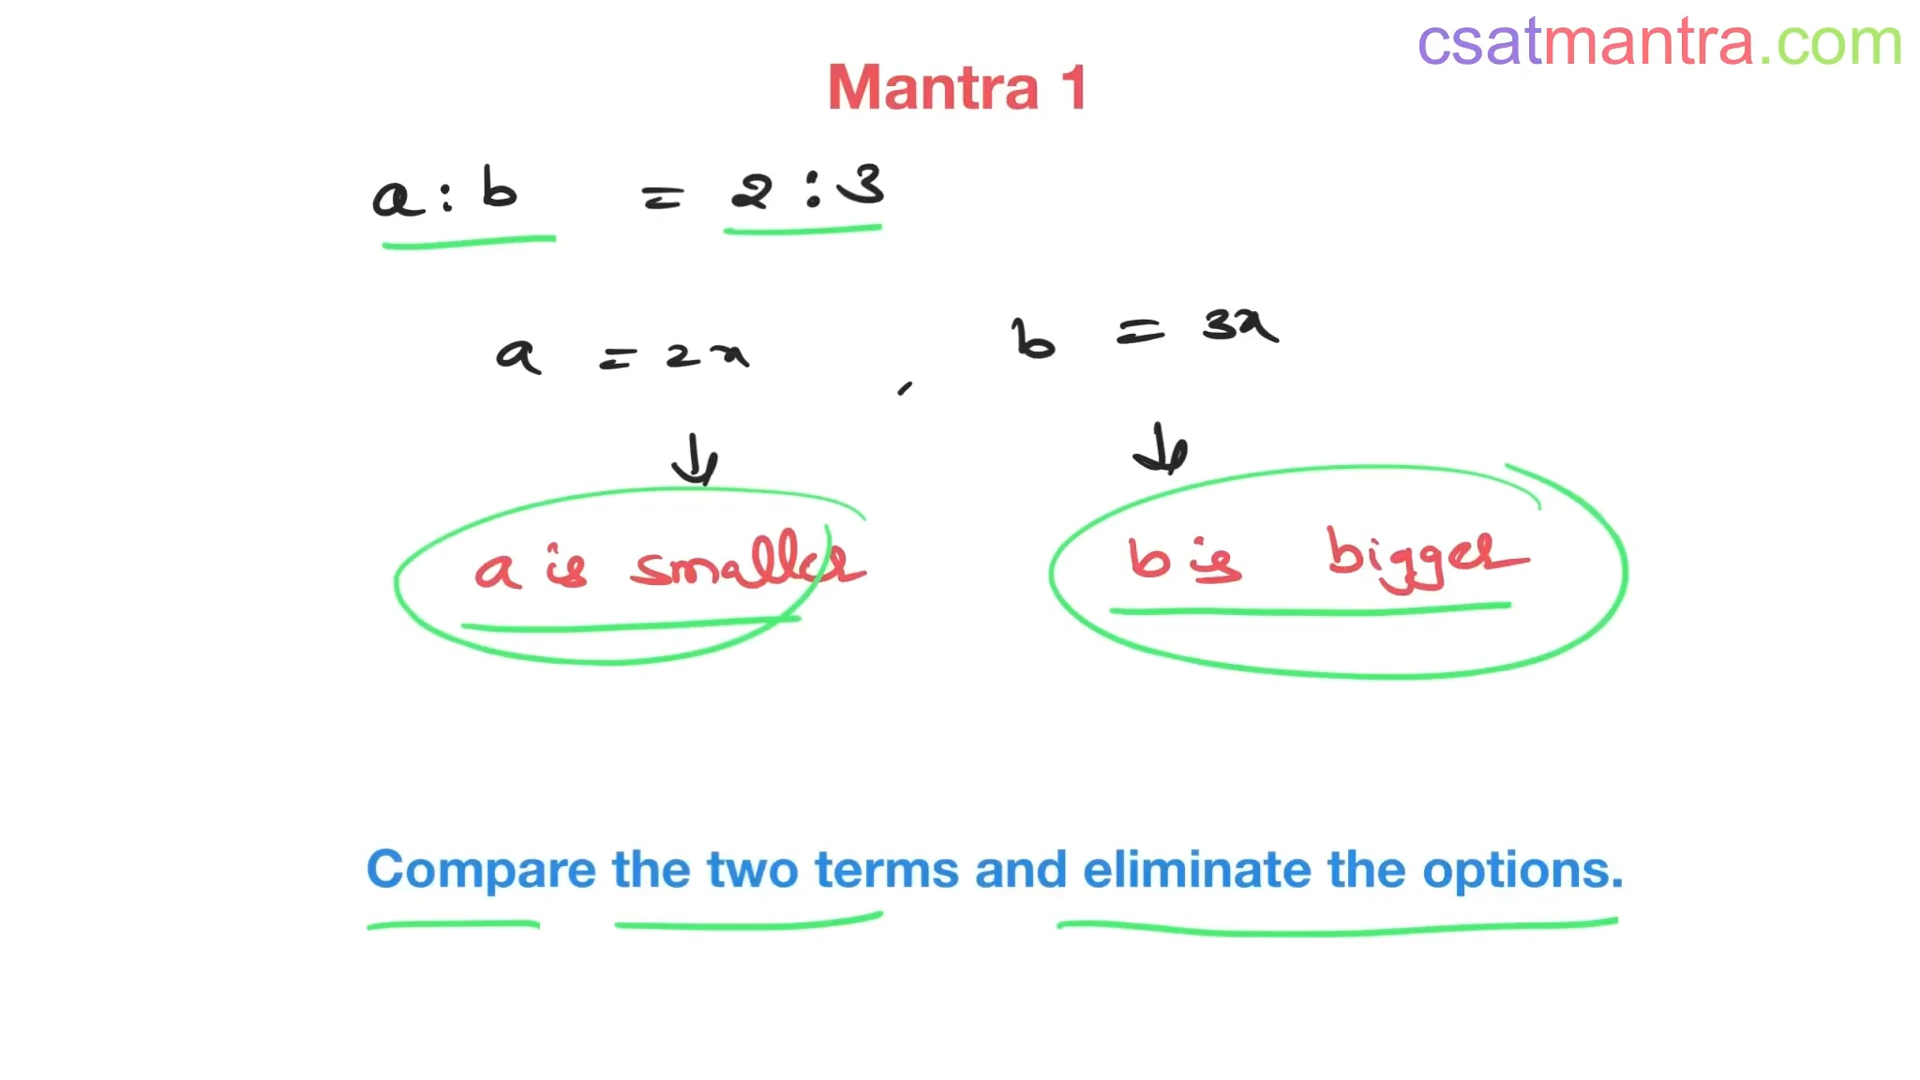 csatmantra.com
Mantra 1
a : b = 2 : 3
a = 2x , b = 3x
a is smaller b is bigger
Compare the two terms and eliminate the options.